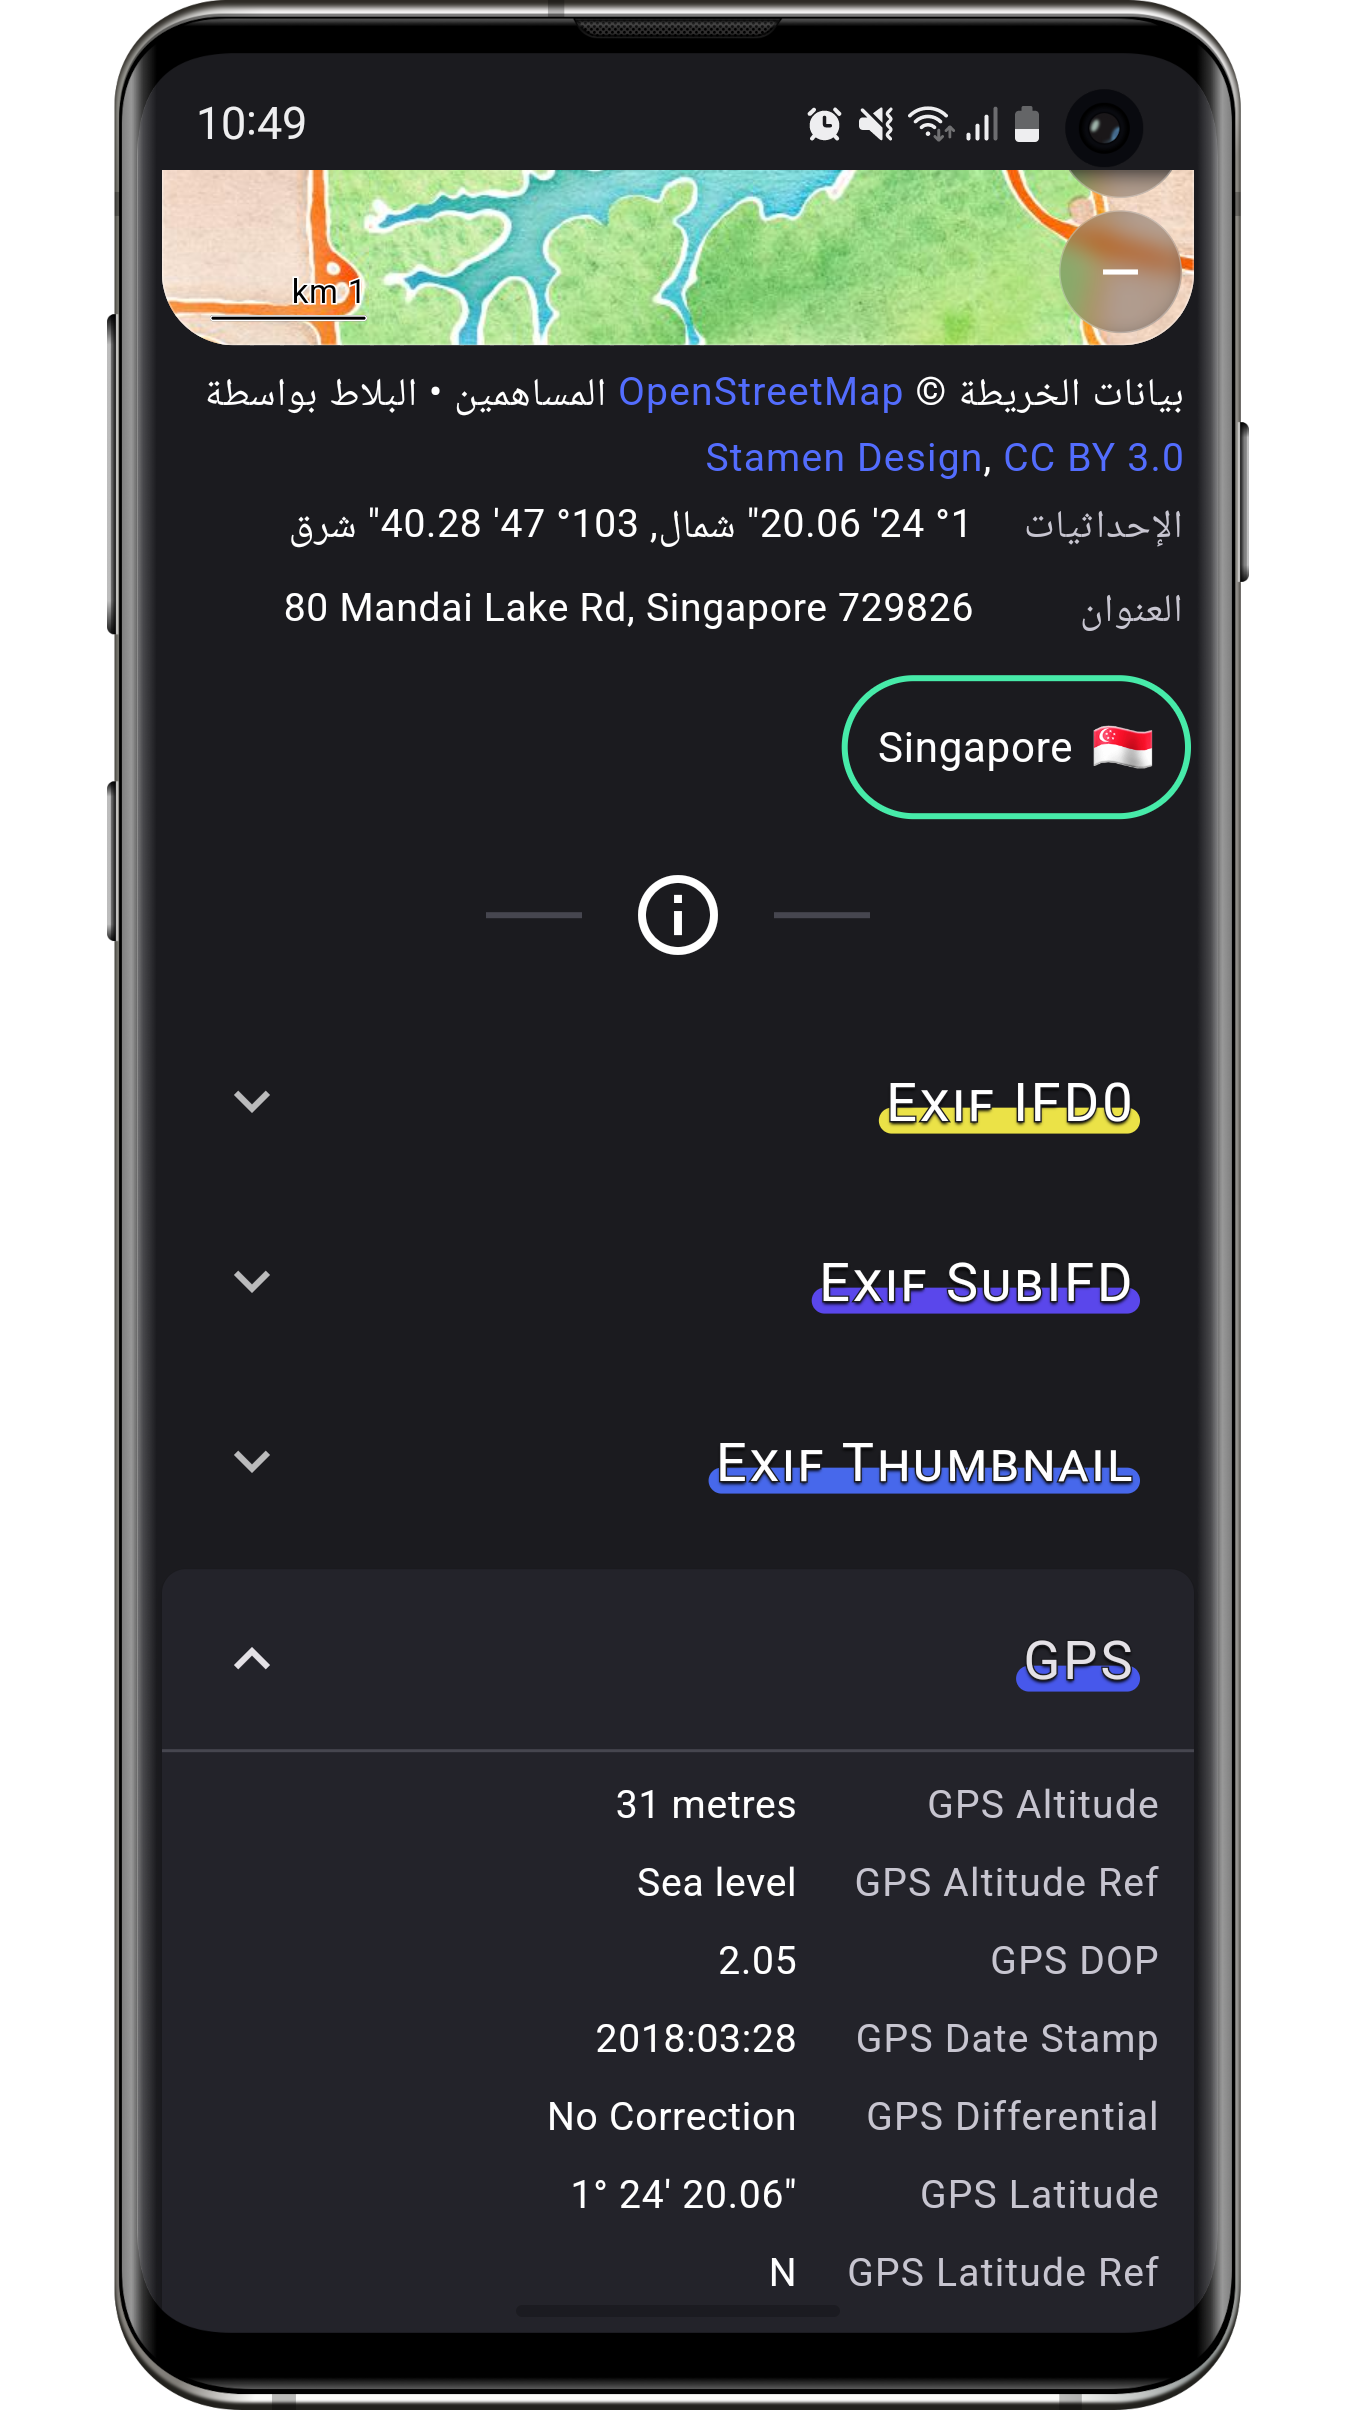 10:49
1 km
بيانات الخريطة © OpenStreetMap المساهمين • البلاط بواسطة
Stamen Design, CC BY 3.0
الإحداثيات 1° 24' 20.06" شمال, 103° 47' 40.28" شرق
العنوان 80 Mandai Lake Rd, Singapore 729826
Singapore
Exif IFD0
Exif SubIFD
Exif Thumbnail
GPS
GPS Altitude 31 metres
GPS Altitude Ref Sea level
GPS DOP 2.05
GPS Date Stamp 2018:03:28
GPS Differential No Correction
GPS Latitude 1° 24' 20.06"
GPS Latitude Ref N